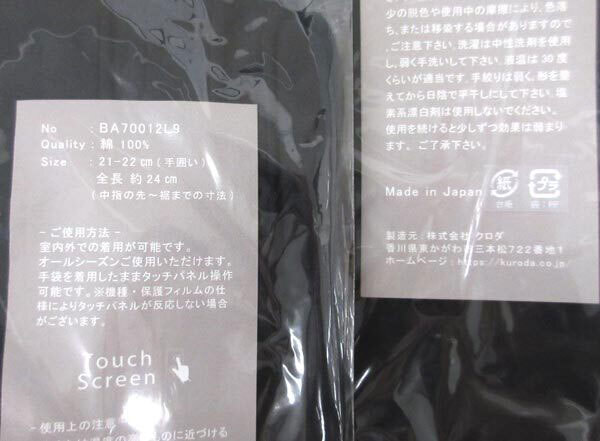 No : BA70012L9
Quality : 綿 100%
Size : 21-22cm (手囲い)
全長 約24cm
(中指の先〜裾までの寸法)
- ご使用方法 -
室内外での着用が可能です。
オールシーズンご使用いただけます。
手袋を着用したままタッチパネル操作
可能です。※機種・保護フィルムの仕
様によりタッチパネルが反応しない場合
がございます。
Touch
Screen
- 使用上の注意
ものに近づける
少の脱色や使用中の摩擦により、色落
ち、または移染する場合がありますので
、ご注意下さい。洗濯は中性洗剤を使用
し、弱く手洗いして下さい。液温は30度
くらいが適当です。手絞りは弱く、形を整
えてから日陰で平干しにして下さい。塩
素系漂白剤は使用しないでください。
使用を続けると少しずつ効果は弱まり
ます。ご了承ください。
Made in Japan
紙
台紙
プラ
袋:PP
製造元:株式会社 クロダ
香川県東かがわ市三本松722番地1
ホームページ:https://kuroda.co.jp/